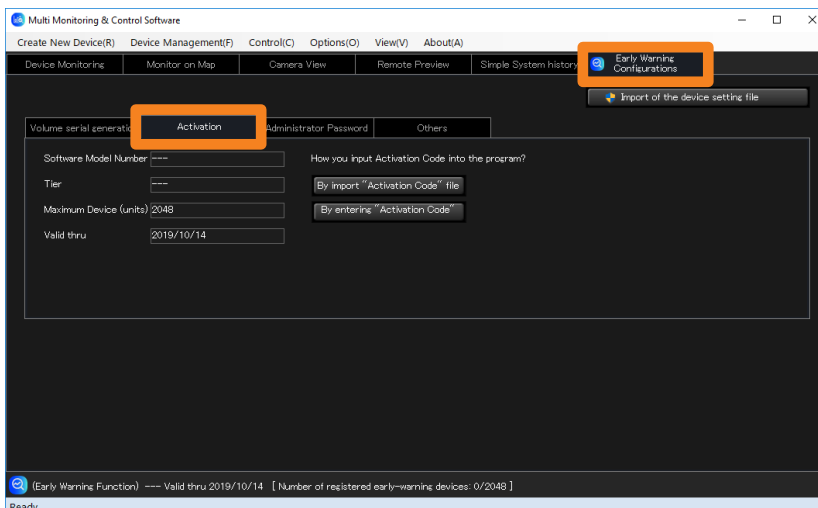 Multi Monitoring & Control Software
Create New Device(R) Device Management(F) Control(C) Options(O) View(V) About(A)
Device Monitoring Monitor on Map Camera View Remote Preview Simple System history Early Warning Configurations
Import of the device setting file
Volume serial generati Activation Administrator Password Others
Software Model Number --- How you input Activation Code into the program?
Tier --- By import "Activation Code" file
Maximum Device (units) 2048 By entering "Activation Code"
Valid thru 2019/10/14
(Early Warning Function) --- Valid thru 2019/10/14 [ Number of registered early-warning devices: 0/2048 ]
Ready